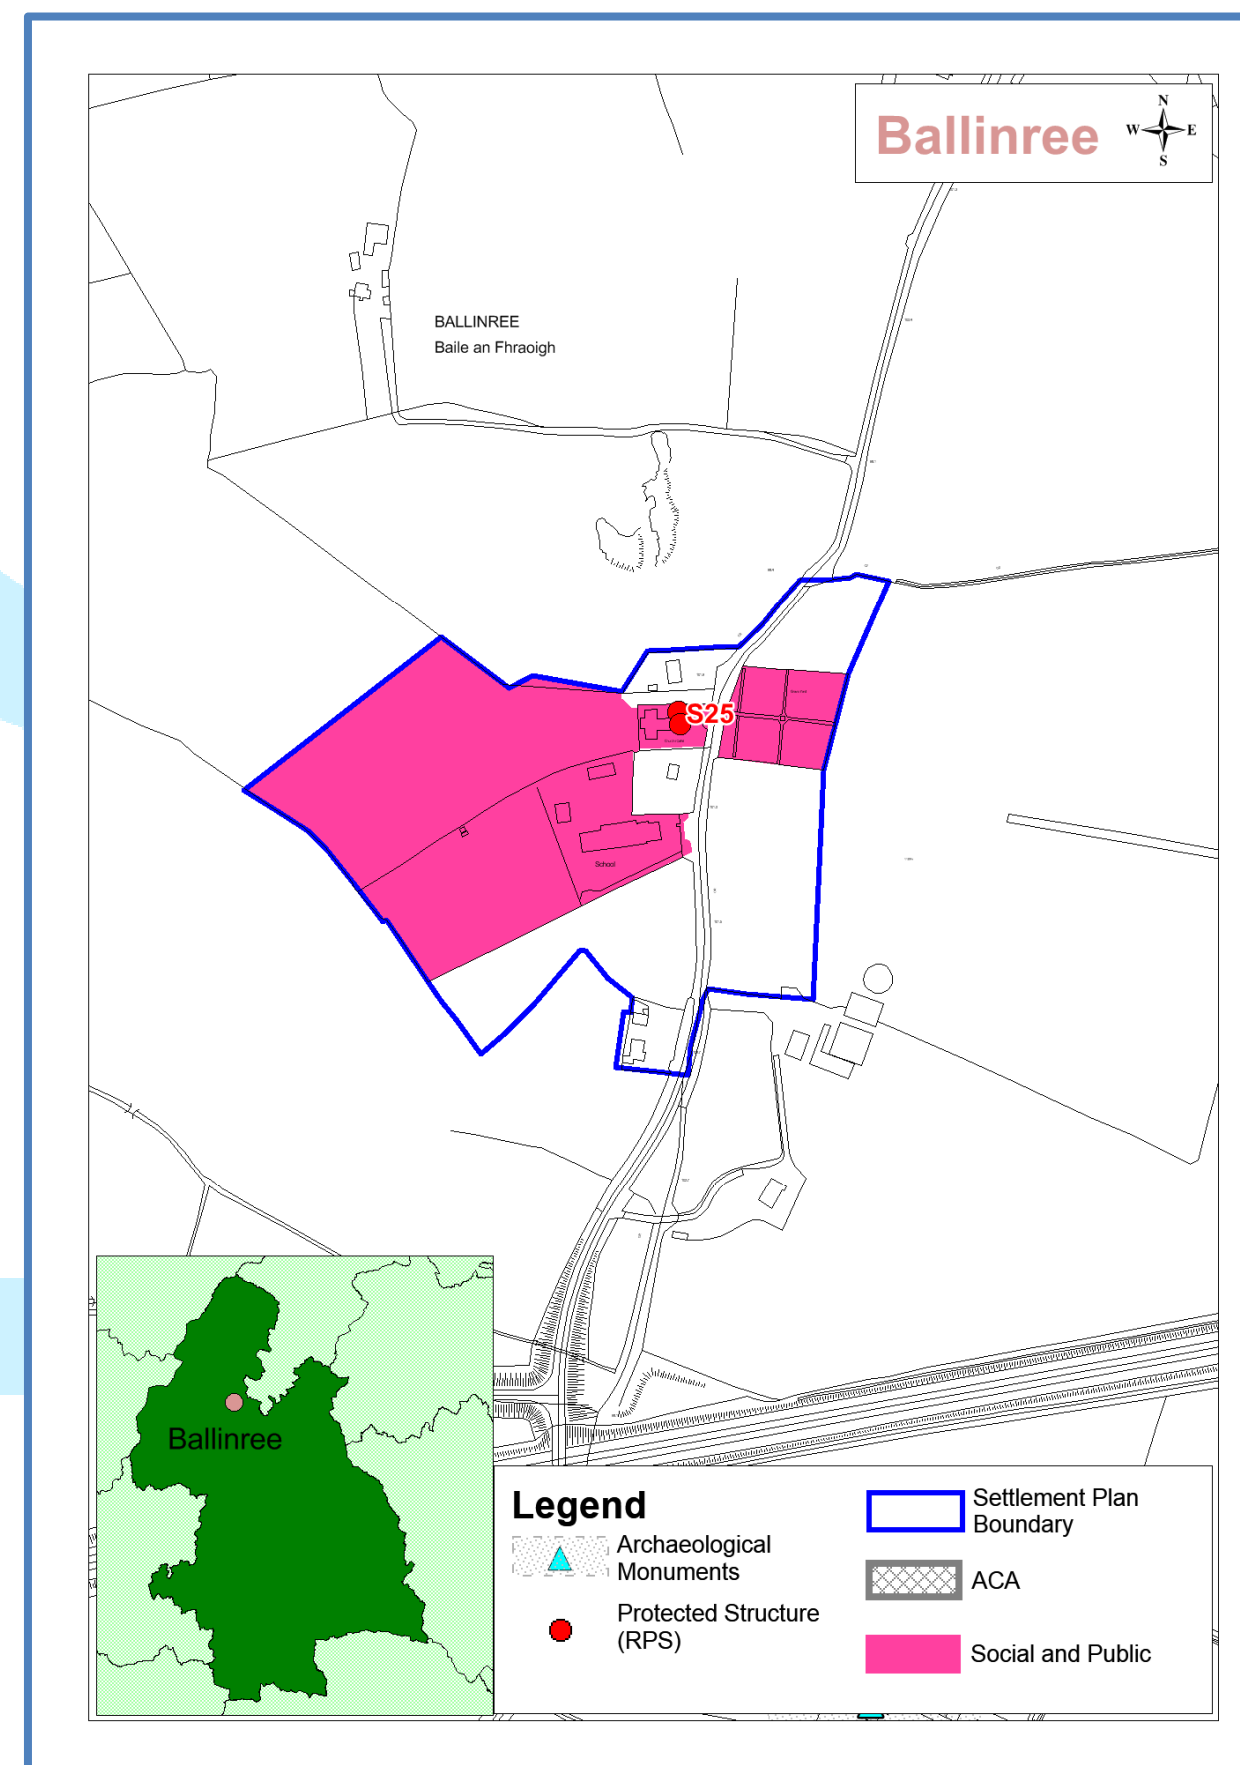 Ballinree
N
W E
S
BALLINREE
Baile an Fhraoigh
S25
School
Ballinree
Legend
Archaeological
Monuments
Protected Structure
(RPS)
Settlement Plan
Boundary
ACA
Social and Public